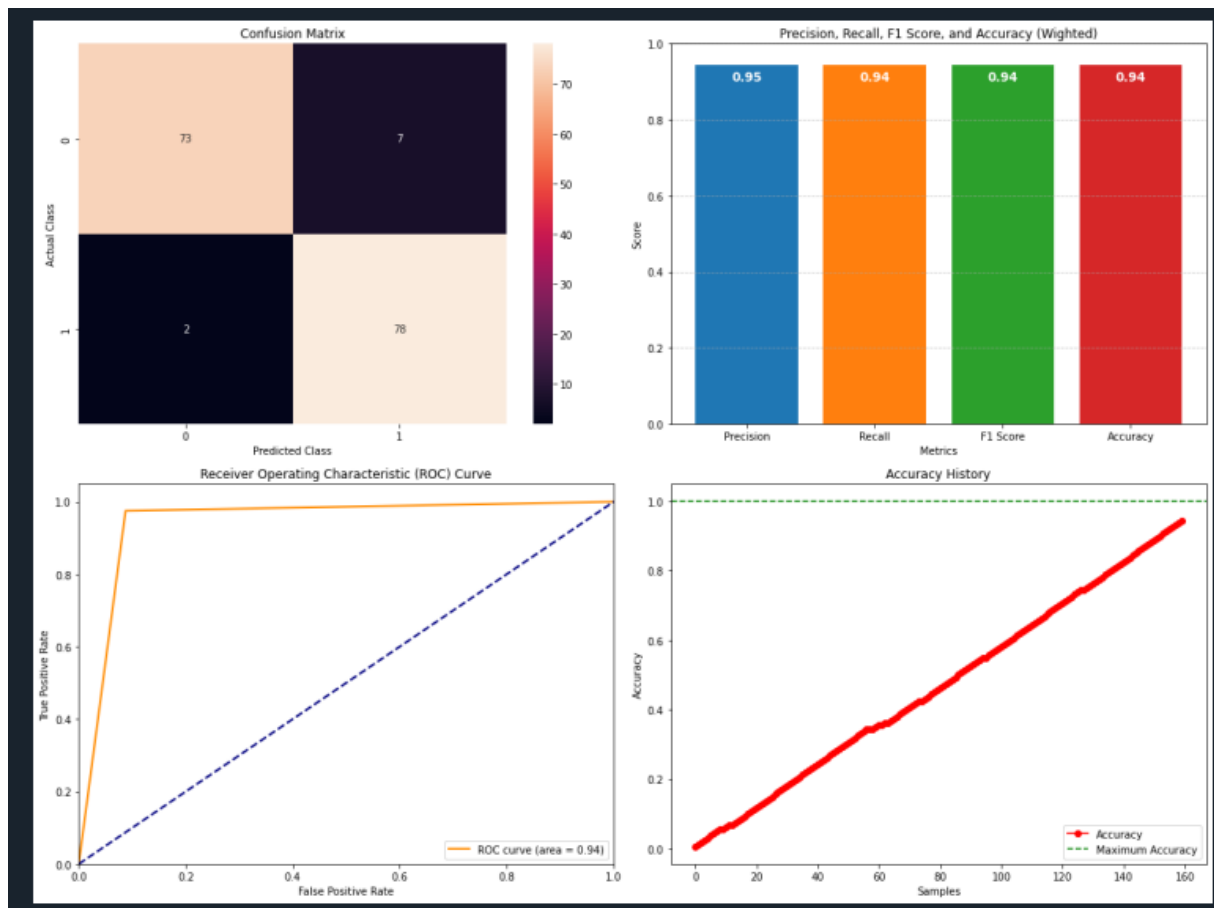 Confusion Matrix
73
7
2
78
0
1
Actual Class
0
1
Predicted Class
70
60
50
40
30
20
10
Precision, Recall, F1 Score, and Accuracy (Wighted)
1.0
0.8
0.6
0.4
0.2
0.0
Score
0.95
0.94
0.94
0.94
Precision
Recall
F1 Score
Accuracy
Metrics
Receiver Operating Characteristic (ROC) Curve
1.0
0.8
0.6
0.4
0.2
0.0
True Positive Rate
ROC curve (area = 0.94)
0.0
0.2
0.4
0.6
0.8
1.0
False Positive Rate
Accuracy History
1.0
0.8
0.6
0.4
0.2
0.0
Accuracy
Accuracy
Maximum Accuracy
0
20
40
60
80
100
120
140
160
Samples